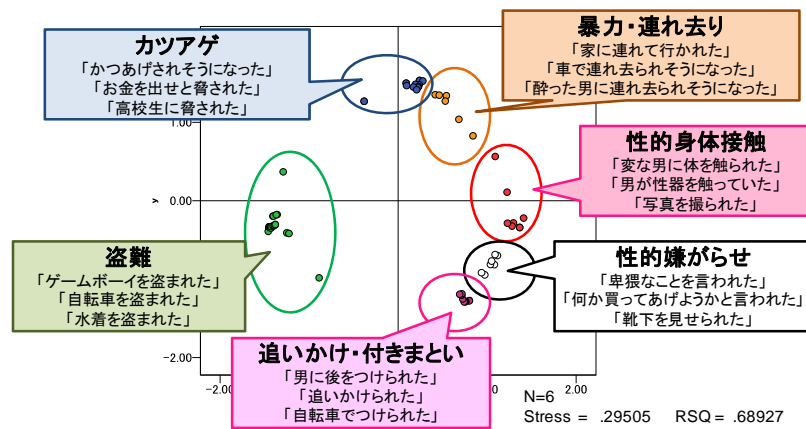 カツアゲ
「かつあげされそうになった」
「お金を出せと脅された」
「高校生に脅された」
暴力・連れ去り
「家に連れて行かれた」
「車で連れ去られそうになった」
「酔った男に連れ去られそうになった」
1.00
性的身体接触
「変な男に体を触られた」
「男が性器を触っていた」
「写真を撮られた」
y
0.00
盗難
「ゲームボーイを盗まれた」
「自転車を盗まれた」
「水着を盗まれた」
性的嫌がらせ
「卑猥なことを言われた」
「何か買ってあげようかと言われた」
「靴下を見せられた」
追いかけ・付きまとい
「男に後をつけられた」
「追いかけられた」
「自転車でつけられた」
-2.00
-2.00
2.00
N=6
Stress = .29505 RSQ = .68927